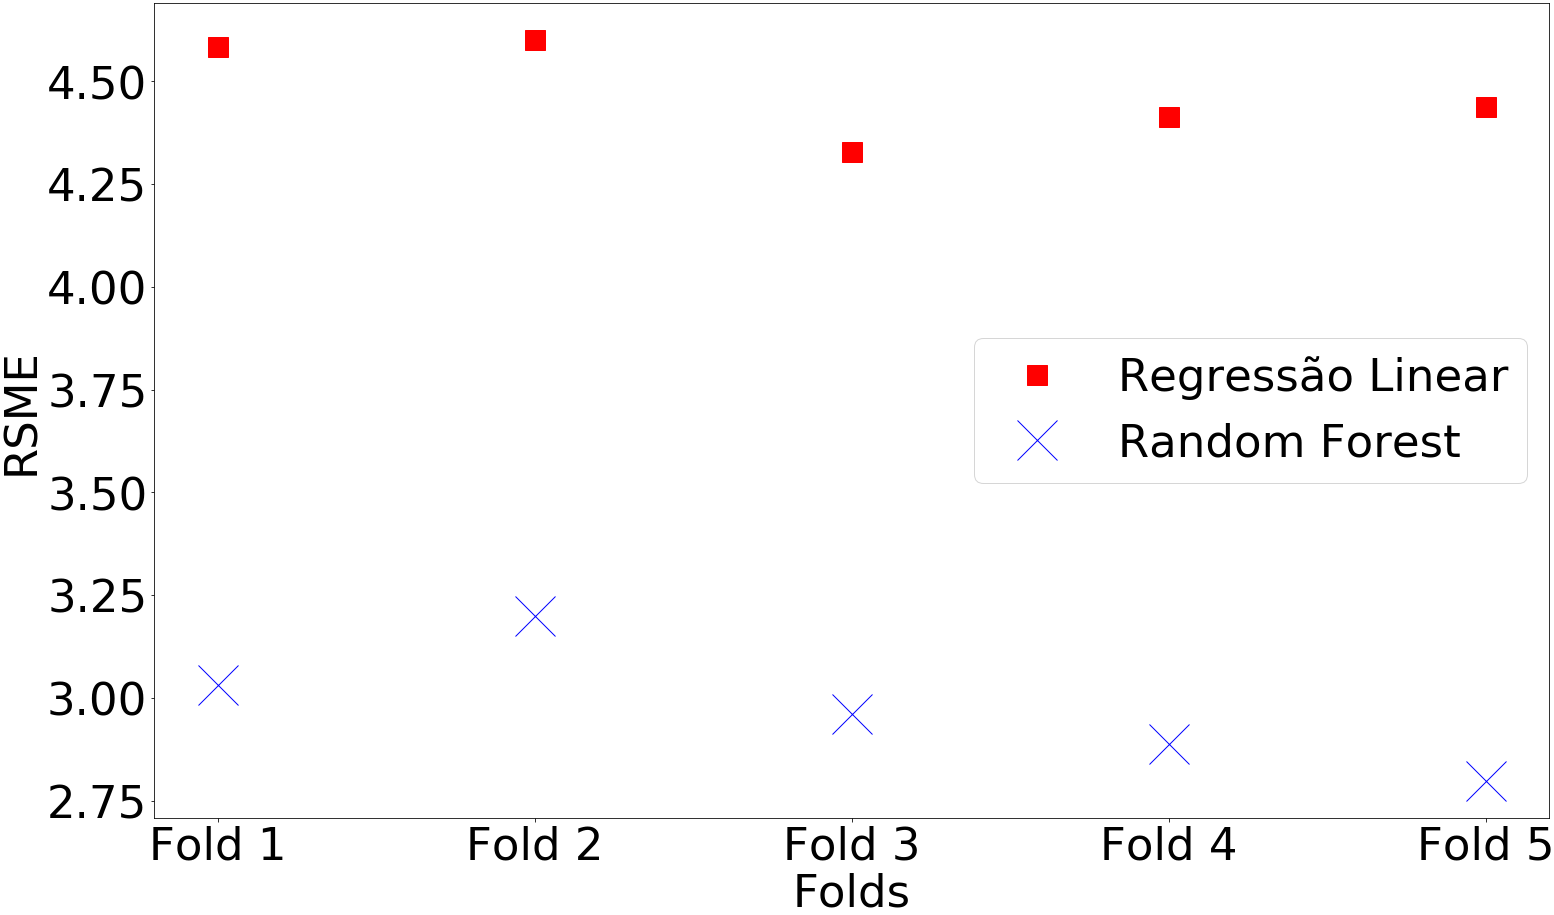 4.50
4.25
4.00
3.75
3.50
3.25
3.00
2.75
RSME
Regressão Linear
Random Forest
Fold 1
Fold 2
Fold 3
Fold 4
Fold 5
Folds